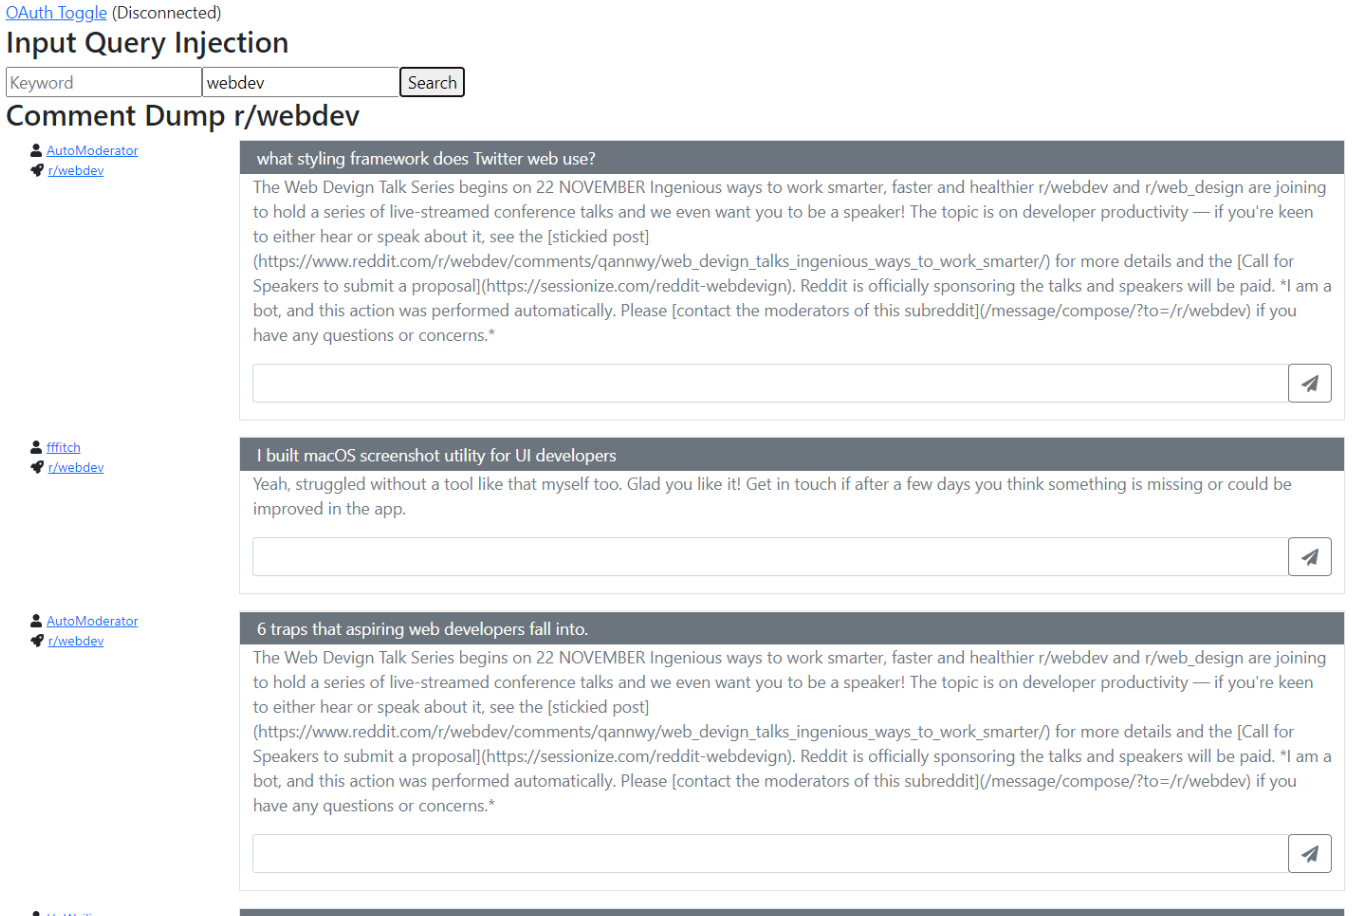 OAuth Toggle (Disconnected)
Input Query Injection
Keyword webdev Search
Comment Dump r/webdev
AutoModerator
r/webdev
what styling framework does Twitter web use?
The Web Devign Talk Series begins on 22 NOVEMBER Ingenious ways to work smarter, faster and healthier r/webdev and r/web_design are joining
to hold a series of live-streamed conference talks and we even want you to be a speaker! The topic is on developer productivity — if you're keen
to either hear or speak about it, see the [stickied post]
(https://www.reddit.com/r/webdev/comments/qannwy/web_devign_talks_ingenious_ways_to_work_smarter/) for more details and the [Call for
Speakers to submit a proposal](https://sessionize.com/reddit-webdevign). Reddit is officially sponsoring the talks and speakers will be paid. *I am a
bot, and this action was performed automatically. Please [contact the moderators of this subreddit](/message/compose/?to=/r/webdev) if you
have any questions or concerns.*
fffitch
r/webdev
I built macOS screenshot utility for UI developers
Yeah, struggled without a tool like that myself too. Glad you like it! Get in touch if after a few days you think something is missing or could be
improved in the app.
AutoModerator
r/webdev
6 traps that aspiring web developers fall into.
The Web Devign Talk Series begins on 22 NOVEMBER Ingenious ways to work smarter, faster and healthier r/webdev and r/web_design are joining
to hold a series of live-streamed conference talks and we even want you to be a speaker! The topic is on developer productivity — if you're keen
to either hear or speak about it, see the [stickied post]
(https://www.reddit.com/r/webdev/comments/qannwy/web_devign_talks_ingenious_ways_to_work_smarter/) for more details and the [Call for
Speakers to submit a proposal](https://sessionize.com/reddit-webdevign). Reddit is officially sponsoring the talks and speakers will be paid. *I am a
bot, and this action was performed automatically. Please [contact the moderators of this subreddit](/message/compose/?to=/r/webdev) if you
have any questions or concerns.*